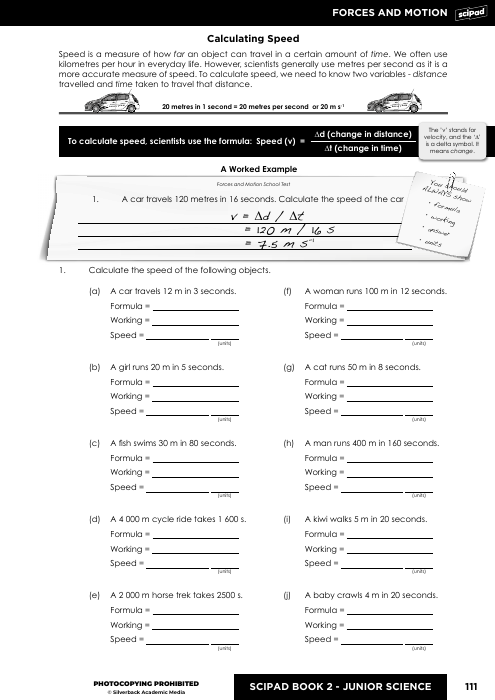 FORCES AND MOTION
scipad
Calculating Speed
Speed is a measure of how far an object can travel in a certain amount of time. We often use
kilometres per hour in everyday life. However, scientists generally use metres per second as it is a
more accurate measure of speed. To calculate speed, we need to know two variables - distance
travelled and time taken to travel that distance.
20 metres in 1 second = 20 metres per second or 20 m s⁻¹
To calculate speed, scientists use the formula: Speed (v) = Δd (change in distance)
Δt (change in time)
The 'v' stands for
velocity, and the 'Δ'
is a delta symbol. It
means change.
A Worked Example
Forces and Motion School Test
1. A car travels 120 metres in 16 seconds. Calculate the speed of the car
v = Δd / Δt
= 120 m / 16 s
= 7.5 m s⁻¹
You should
ALWAYS show
• formula
• working
• answer
• units
1. Calculate the speed of the following objects.
(a) A car travels 12 m in 3 seconds.
Formula =
Working =
Speed =
(units)
(b) A girl runs 20 m in 5 seconds.
Formula =
Working =
Speed =
(units)
(c) A fish swims 30 m in 80 seconds.
Formula =
Working =
Speed =
(units)
(d) A 4 000 m cycle ride takes 1 600 s.
Formula =
Working =
Speed =
(units)
(e) A 2 000 m horse trek takes 2500 s.
Formula =
Working =
Speed =
(units)
(f) A woman runs 100 m in 12 seconds.
Formula =
Working =
Speed =
(units)
(g) A cat runs 50 m in 8 seconds.
Formula =
Working =
Speed =
(units)
(h) A man runs 400 m in 160 seconds.
Formula =
Working =
Speed =
(units)
(i) A kiwi walks 5 m in 20 seconds.
Formula =
Working =
Speed =
(units)
(j) A baby crawls 4 m in 20 seconds.
Formula =
Working =
Speed =
(units)
PHOTOCOPYING PROHIBITED
© Silverback Academic Media
SCIPAD BOOK 2 - JUNIOR SCIENCE
111